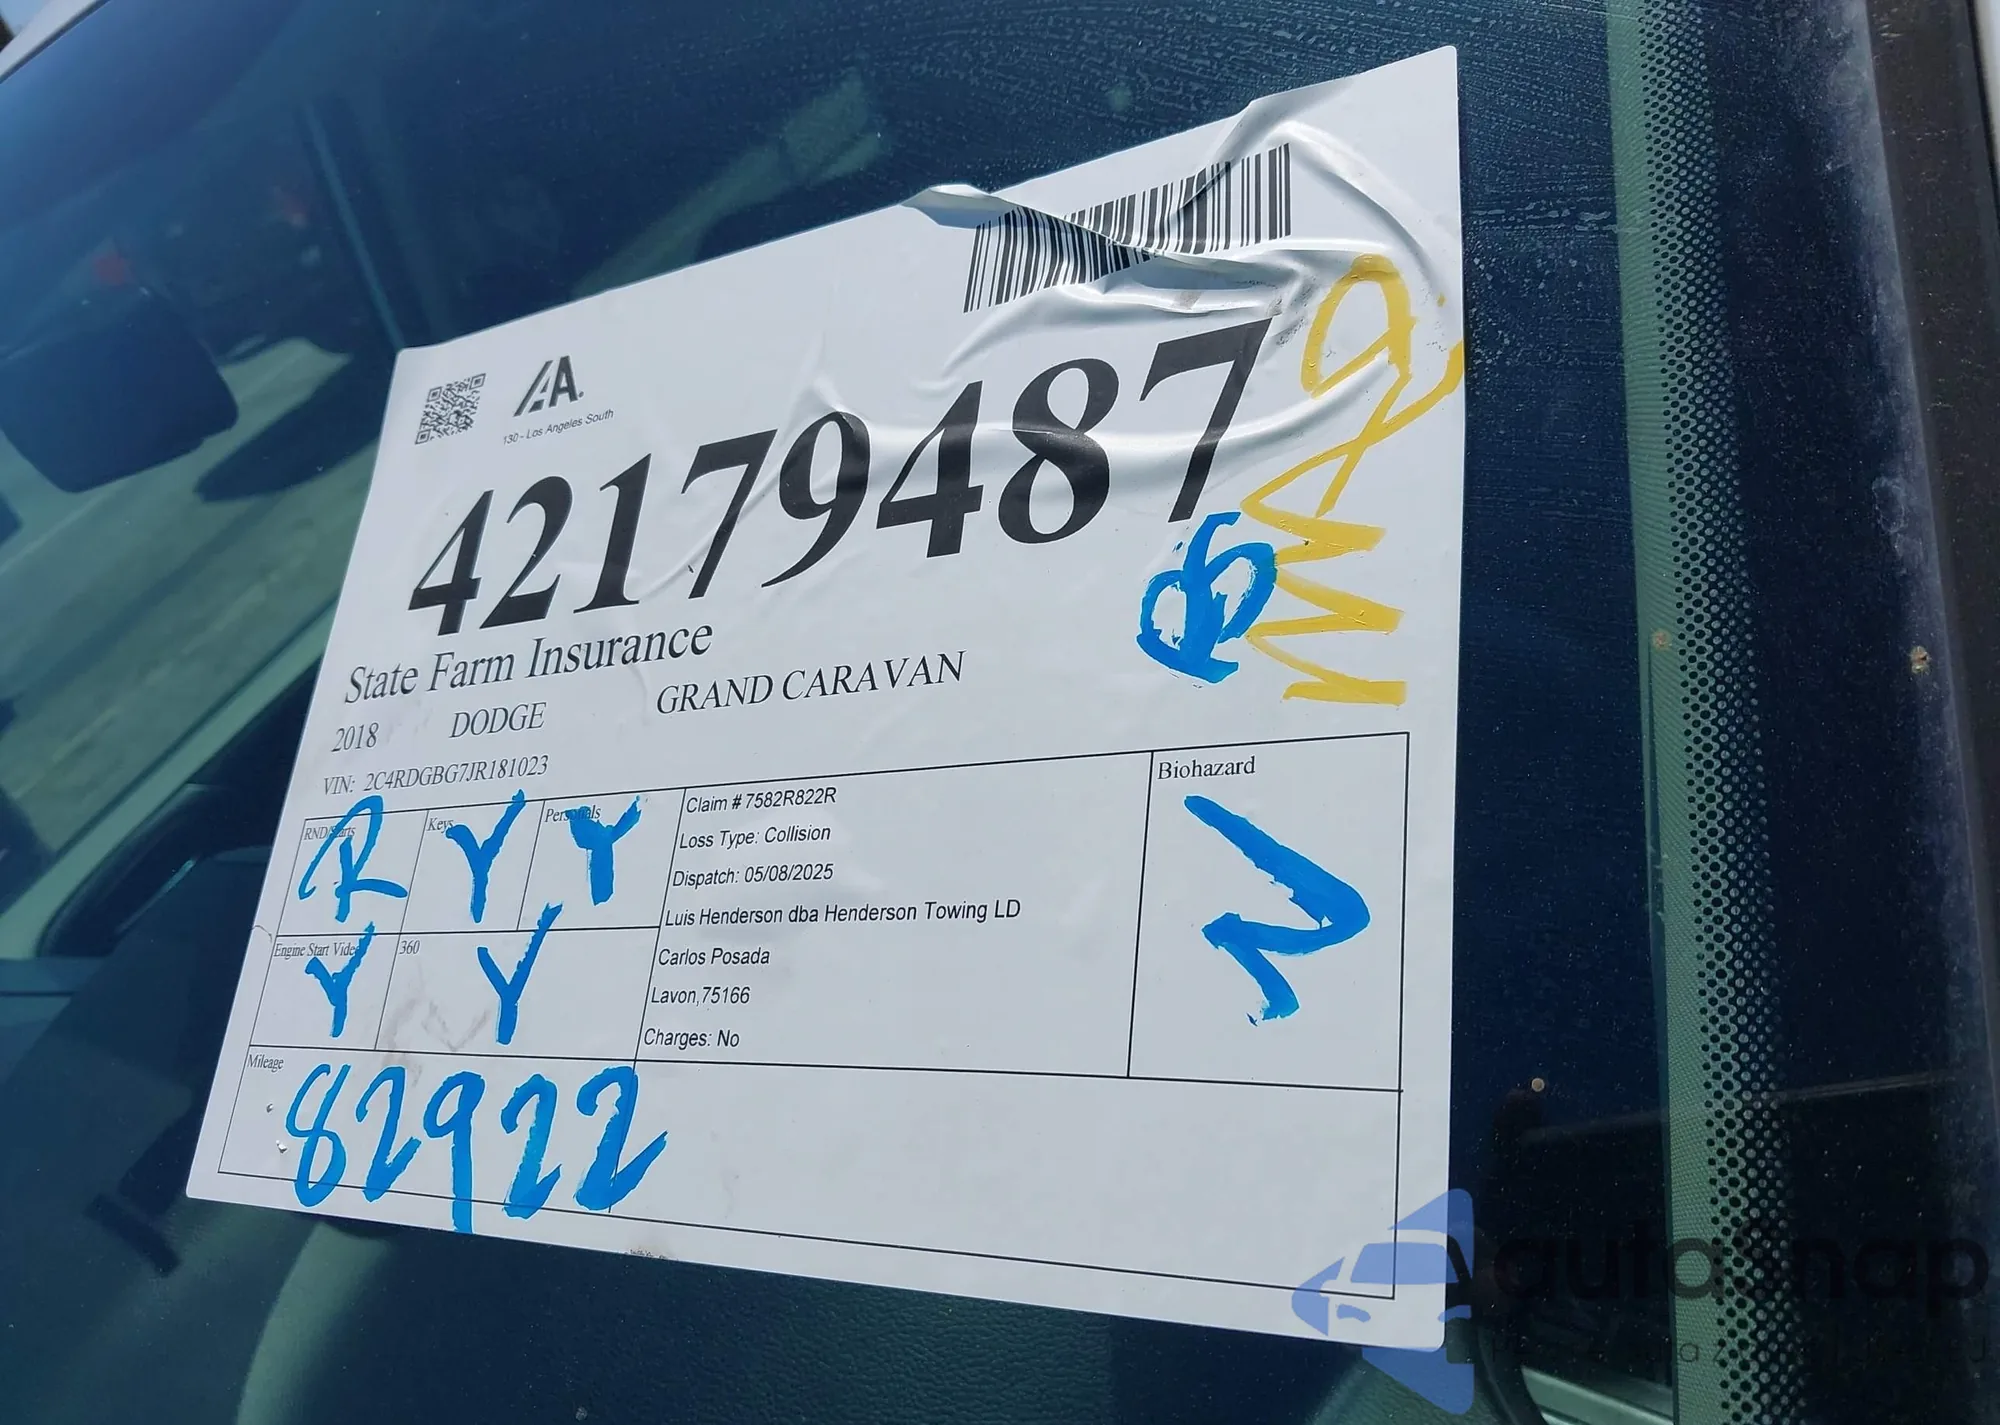 IAA.
130 - Los Angeles South
42179487
State Farm Insurance
2018 DODGE GRAND CARAVAN
VIN: 2C4RDGBG7JR181023
RND/Starts
R
Keys
Y
Personals
Y
Engine Start Video
Y
360
Y
Claim # 7582R822R
Loss Type: Collision
Dispatch: 05/08/2025
Luis Henderson dba Henderson Towing LD
Carlos Posada
Lavon,75166
Charges: No
Biohazard
N
Mileage
82922
autosnap